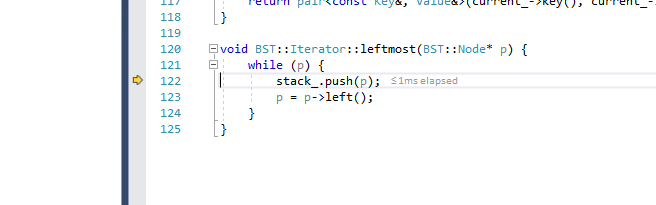 117 return pair<const Key&, Value&>(current_->key(), current_-
118 }
119
120 void BST::Iterator::leftmost(BST::Node* p) {
121 while (p) {
122 stack_.push(p); ≤1ms elapsed
123 p = p->left();
124 }
125 }